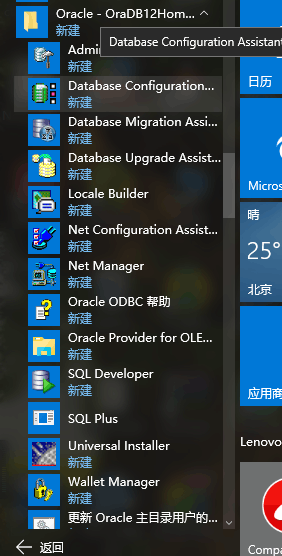 Oracle - OraDB12Hom...
新建
Database Configuration Assistant
Admi
新建
Database Configuration...
新建
Database Migration Assi...
新建
Database Upgrade Assist...
新建
Locale Builder
新建
Net Configuration Assist...
新建
Net Manager
新建
Oracle ODBC 帮助
新建
Oracle Provider for OLE...
新建
SQL Developer
新建
SQL Plus
Universal Installer
新建
Wallet Manager
新建
更新 Oracle 主目录用户的...
返回
日历
Micros
晴
25°
北京
应用商
Lenovo
Compa